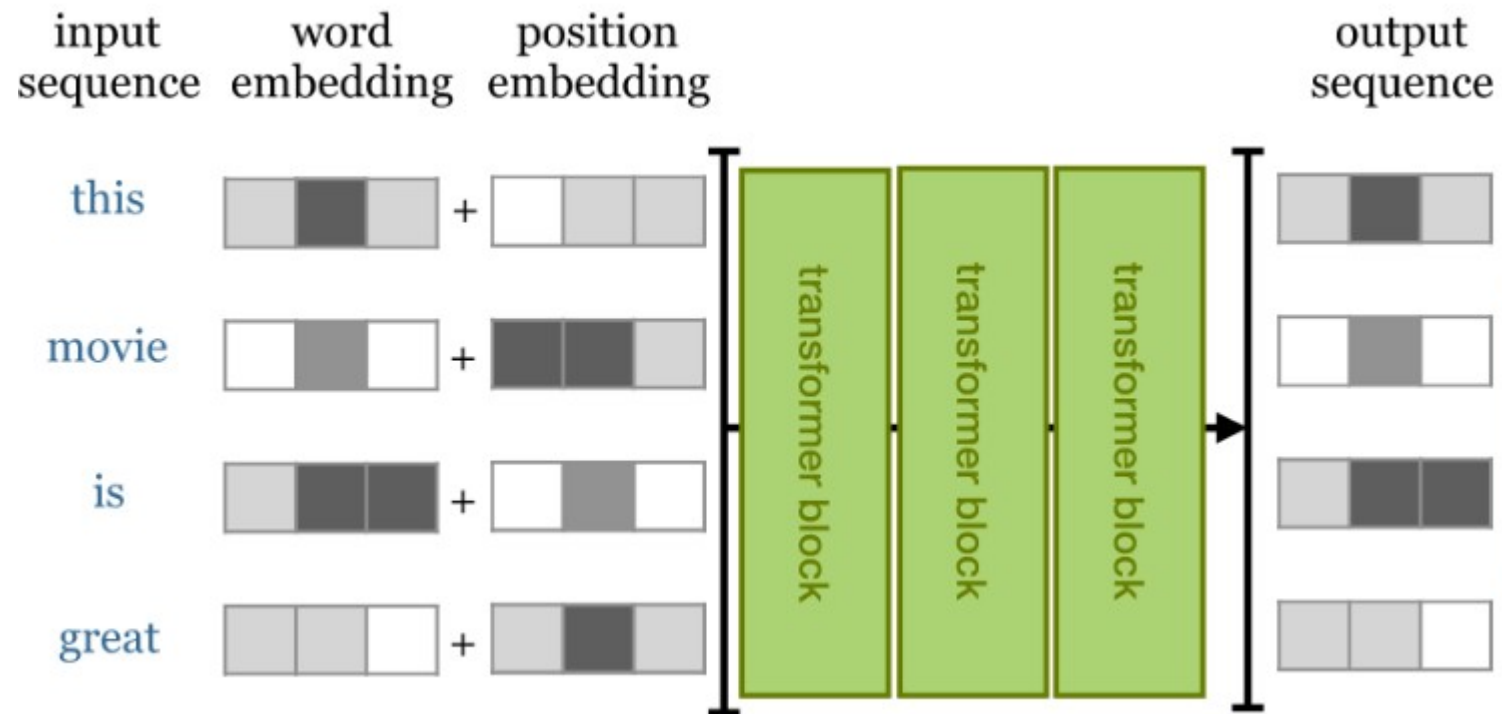 input sequence
word embedding
position embedding
output sequence
this
+
movie
+
is
+
great
+
transformer block
transformer block
transformer block